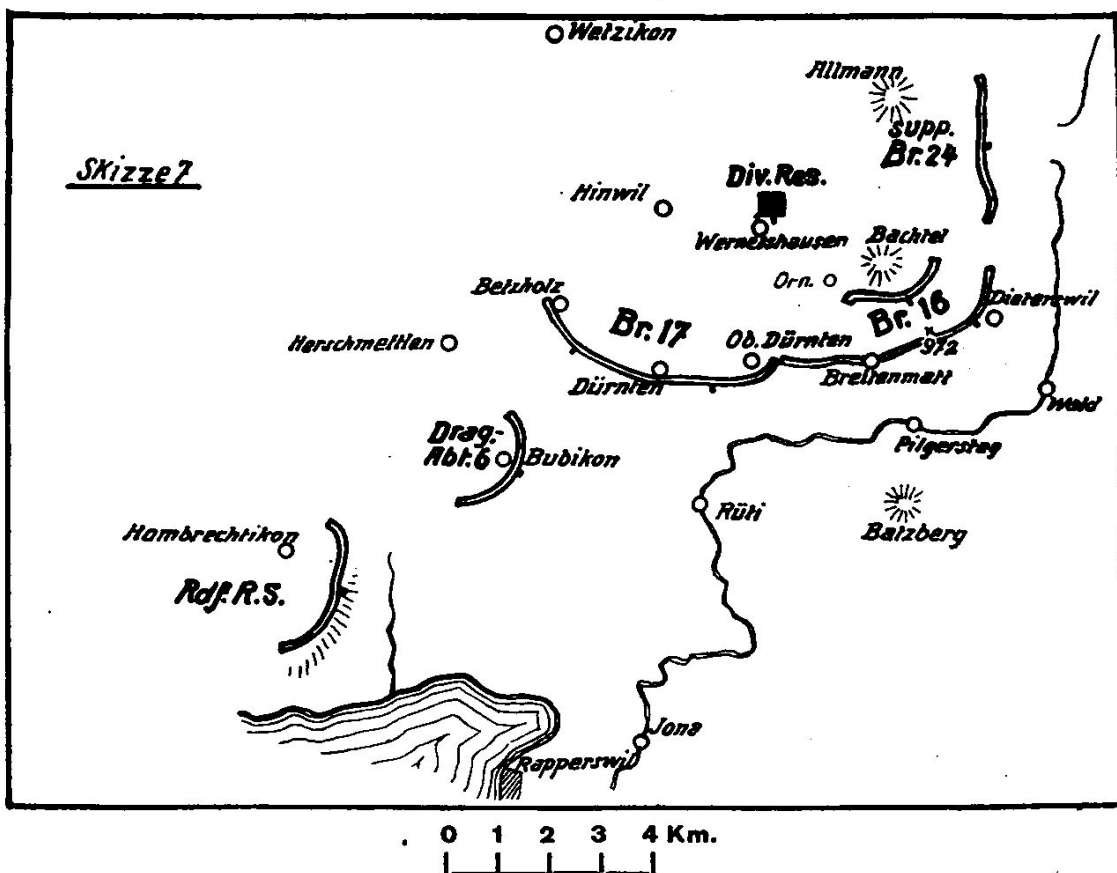 Wetzikon
Allmann
supp.
Br. 24
Skizze 7
Div. Res.
Hinwil
Wernetshausen
Bachtel
Orn.
Betzholz
Br. 17
Br. 16
Dieterswil
Herschmettlen
Ob. Dürnten
972
Dürnten
Breitenmatt
Wald
Drag.-
Abt. 6
Bubikon
Pilgersteg
Rüti
Batzberg
Hombrechtikon
Rdf. R.S.
Jona
Rapperswil
0 1 2 3 4 Km.